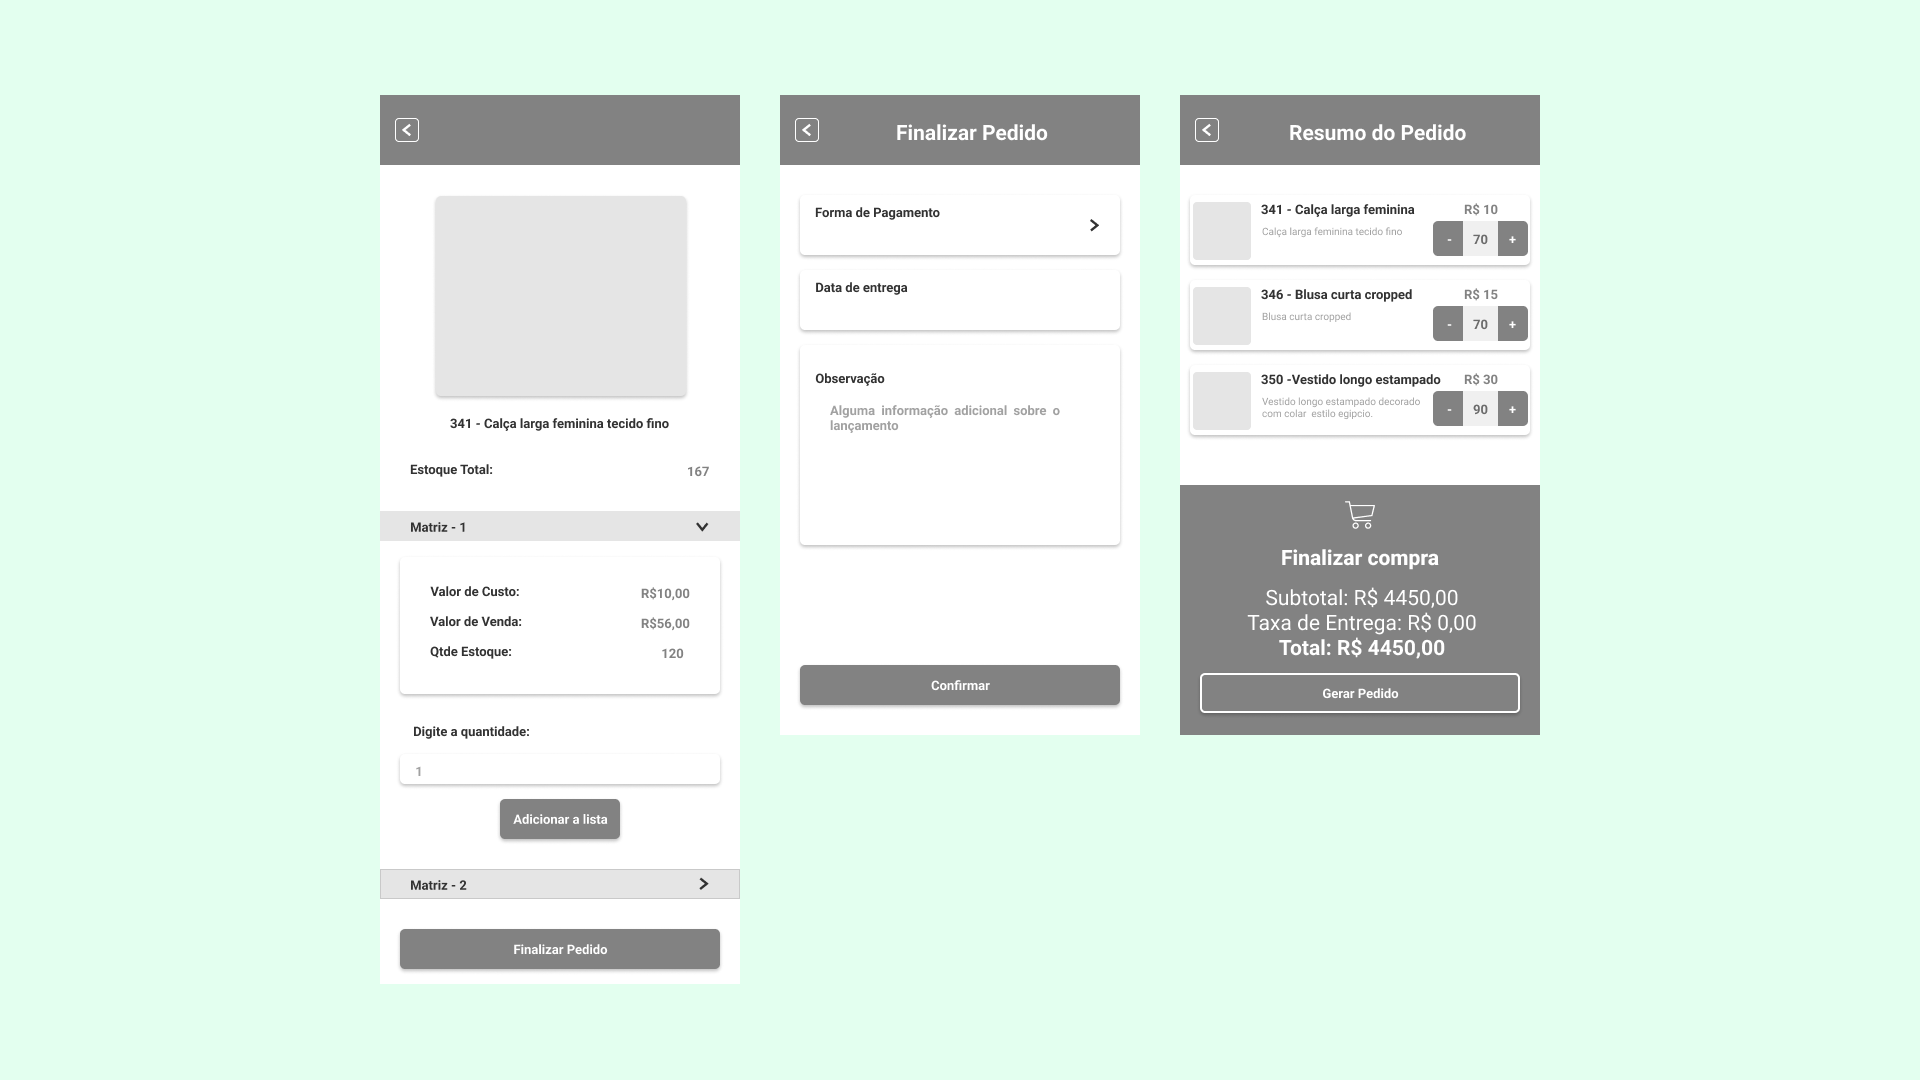 341 - Calça larga feminina tecido fino
Estoque Total: 167
Matriz - 1
Valor de Custo: R$10,00
Valor de Venda: R$56,00
Qtde Estoque: 120
Digite a quantidade:
1
Adicionar a lista
Matriz - 2
Finalizar Pedido
Finalizar Pedido
Forma de Pagamento
Data de entrega
Observação
Alguma informação adicional sobre o
lançamento
Confirmar
Resumo do Pedido
341 - Calça larga feminina R$ 10
Calça larga feminina tecido fino
- 70 +
346 - Blusa curta cropped R$ 15
Blusa curta cropped
- 70 +
350 -Vestido longo estampado R$ 30
Vestido longo estampado decorado
com colar estilo egipcio.
- 90 +
Finalizar compra
Subtotal: R$ 4450,00
Taxa de Entrega: R$ 0,00
Total: R$ 4450,00
Gerar Pedido